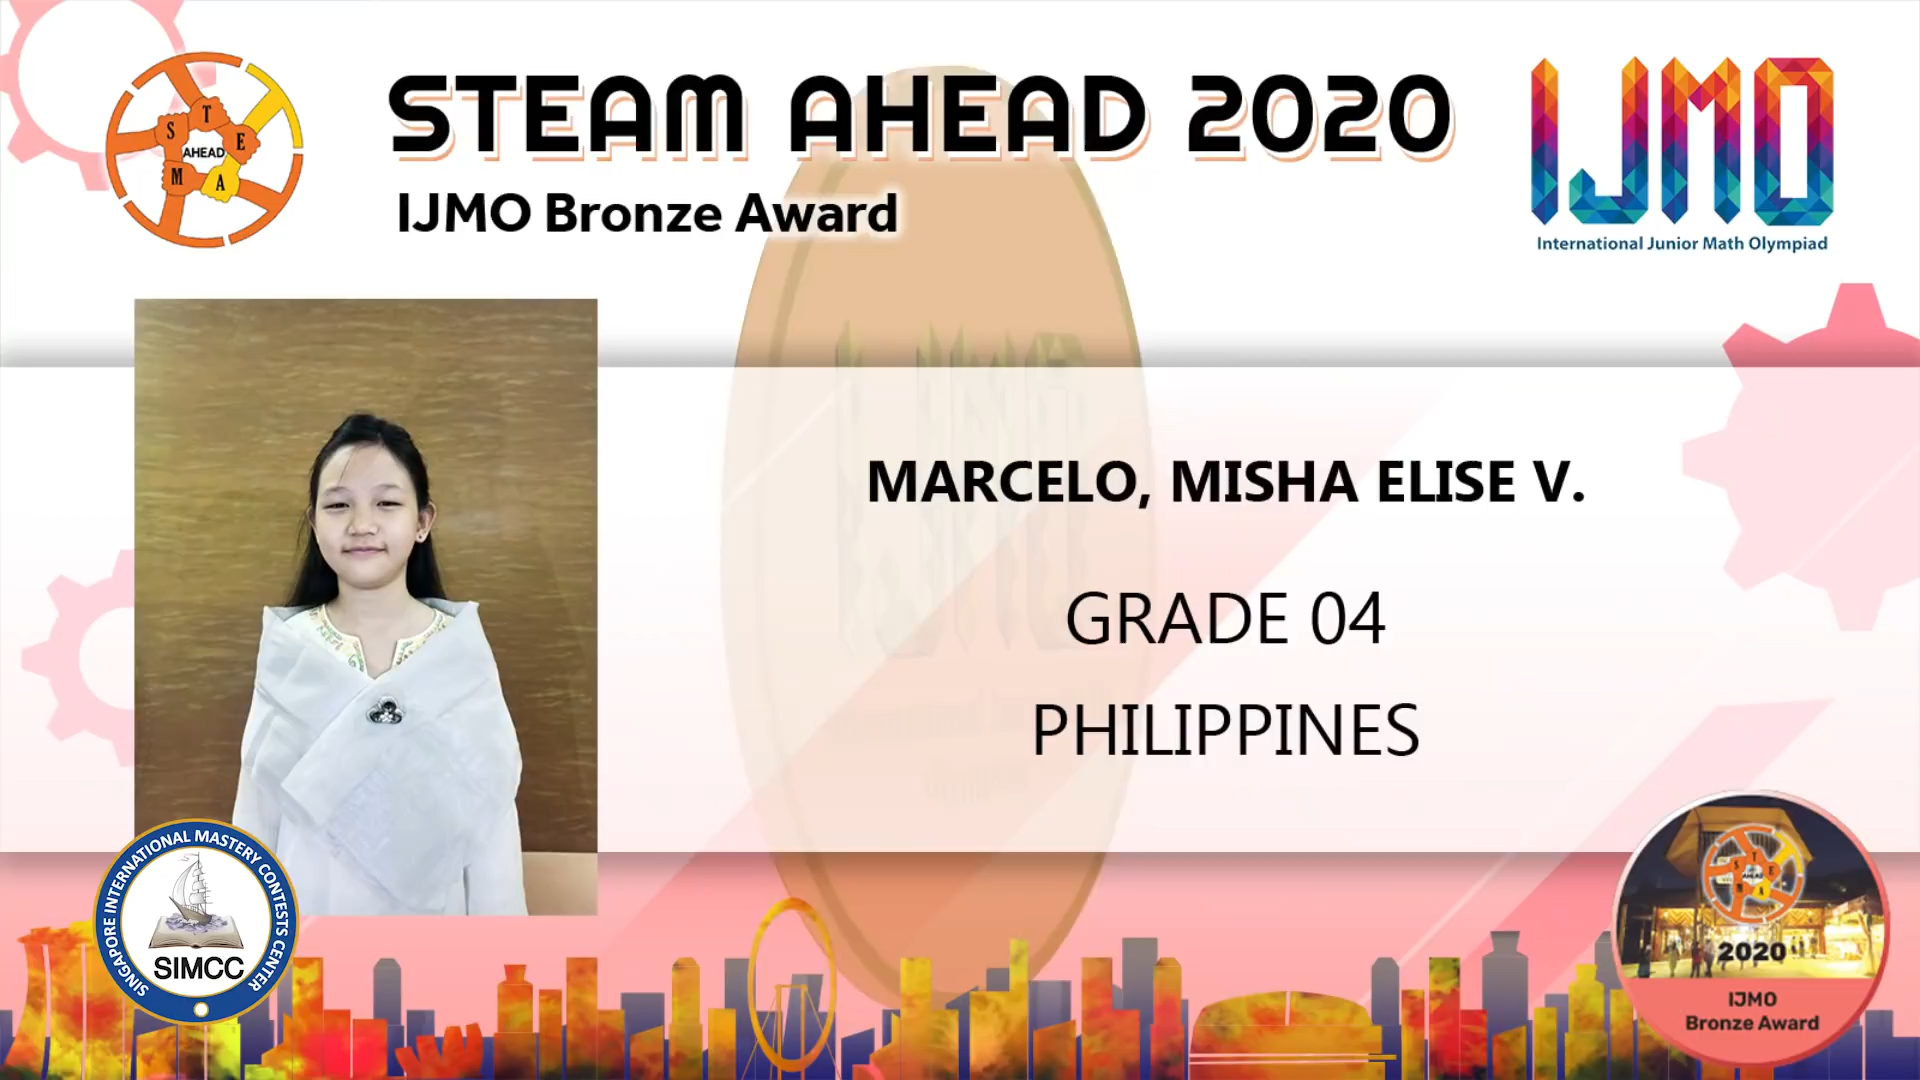 STEAM AHEAD 2020
IJMO Bronze Award
S T E A M
AHEAD
IJMO
International Junior Math Olympiad
MARCELO, MISHA ELISE V.
GRADE 04
PHILIPPINES
SINGAPORE INTERNATIONAL MASTERY CONTESTS CENTER
SIMCC
2020
IJMO
Bronze Award